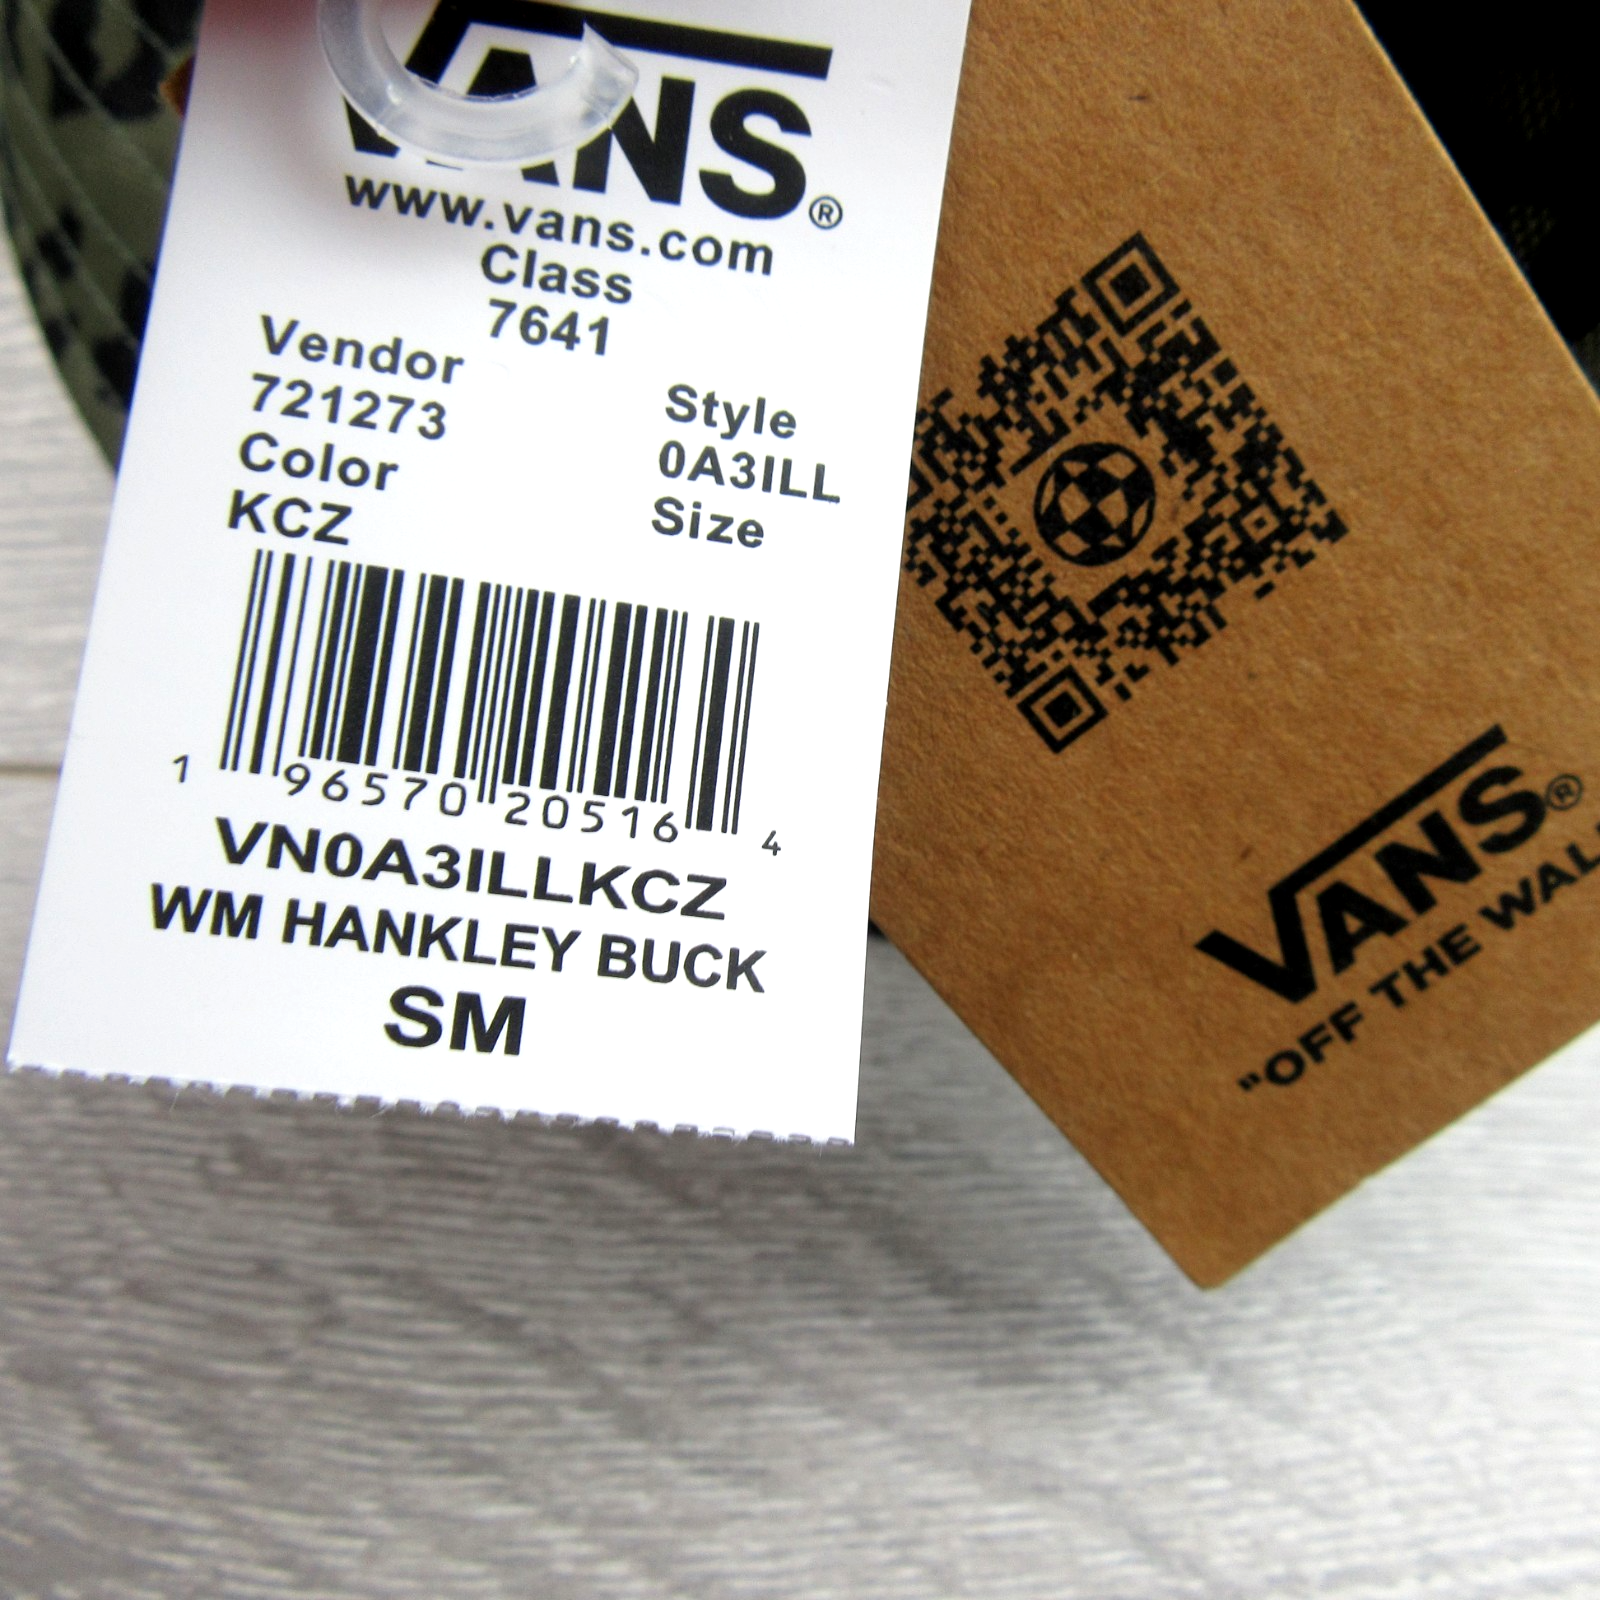 VANS®
www.vans.com
Class
7641
Vendor
721273
Style
0A3ILL
Color
KCZ
Size
1 96570 20516 4
VN0A3ILLKCZ
WM HANKLEY BUCK
SM
VANS®
"OFF THE WALL